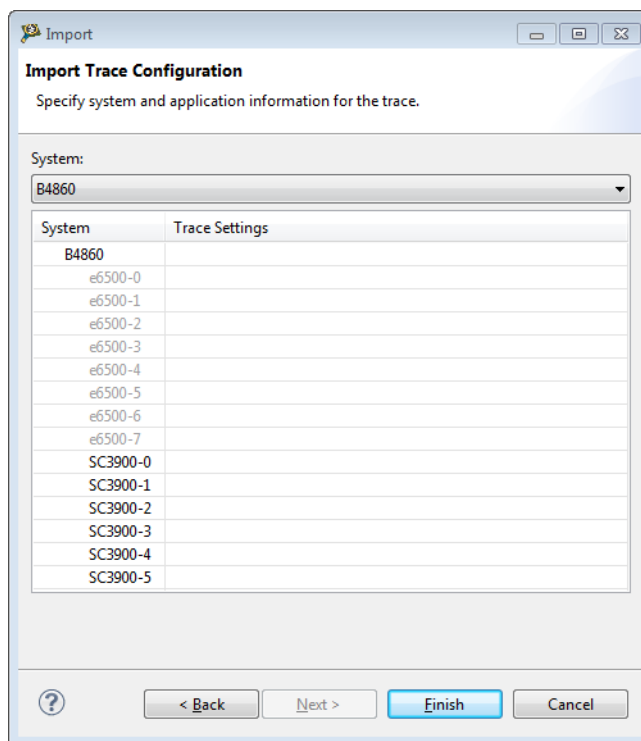 Import
Import Trace Configuration
Specify system and application information for the trace.
System:
B4860
System Trace Settings
B4860
e6500-0
e6500-1
e6500-2
e6500-3
e6500-4
e6500-5
e6500-6
e6500-7
SC3900-0
SC3900-1
SC3900-2
SC3900-3
SC3900-4
SC3900-5
? < Back Next > Finish Cancel